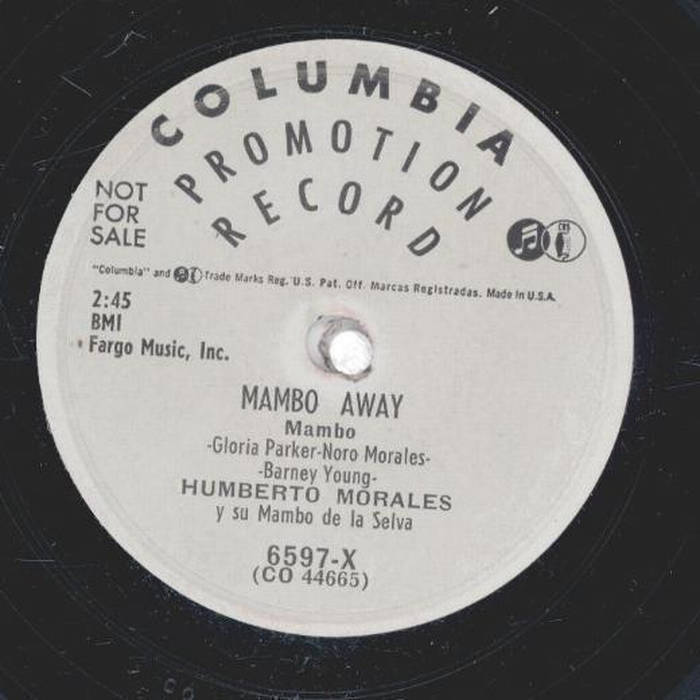 COLUMBIA
PROMOTION
RECORD
NOT
FOR
SALE
"Columbia" and Trade Marks Reg. U.S. Pat. Off. Marcas Registradas. Made in U.S.A.
2:45
BMI
Fargo Music, Inc.
MAMBO AWAY
Mambo
-Gloria Parker-Noro Morales-
-Barney Young-
HUMBERTO MORALES
y su Mambo de la Selva
6597-X
(CO 44665)
CO